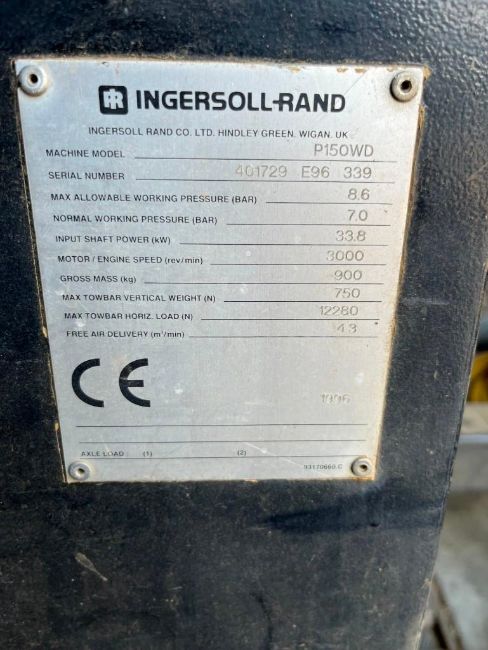 IR INGERSOLL-RAND
INGERSOLL RAND CO. LTD. HINDLEY GREEN, WIGAN, UK
MACHINE MODEL P150WD
SERIAL NUMBER 401729 E96 339
MAX ALLOWABLE WORKING PRESSURE (BAR) 8.6
NORMAL WORKING PRESSURE (BAR) 7.0
INPUT SHAFT POWER (kW) 33.8
MOTOR / ENGINE SPEED (rev/min) 3000
GROSS MASS (kg) 900
MAX TOWBAR VERTICAL WEIGHT (N) 750
MAX TOWBAR HORIZ. LOAD (N) 12280
FREE AIR DELIVERY (m³/min) 4.3
CE 1996
AXLE LOAD (1) (2)
93170660 C